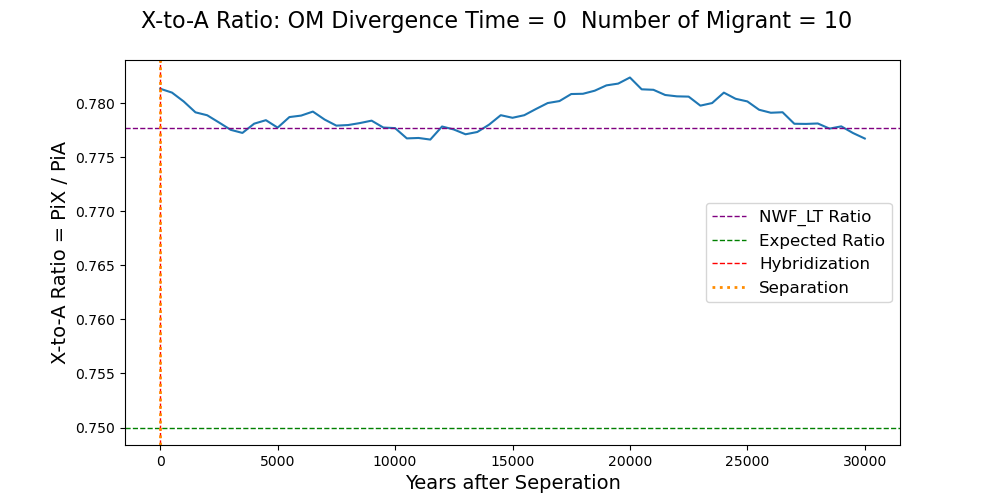 X-to-A Ratio: OM Divergence Time = 0  Number of Migrant = 10
X-to-A Ratio = PiX / PiA
0.780
0.775
0.770
0.765
0.760
0.755
0.750
NWF_LT Ratio
Expected Ratio
Hybridization
Separation
0 5000 10000 15000 20000 25000 30000
Years after Seperation